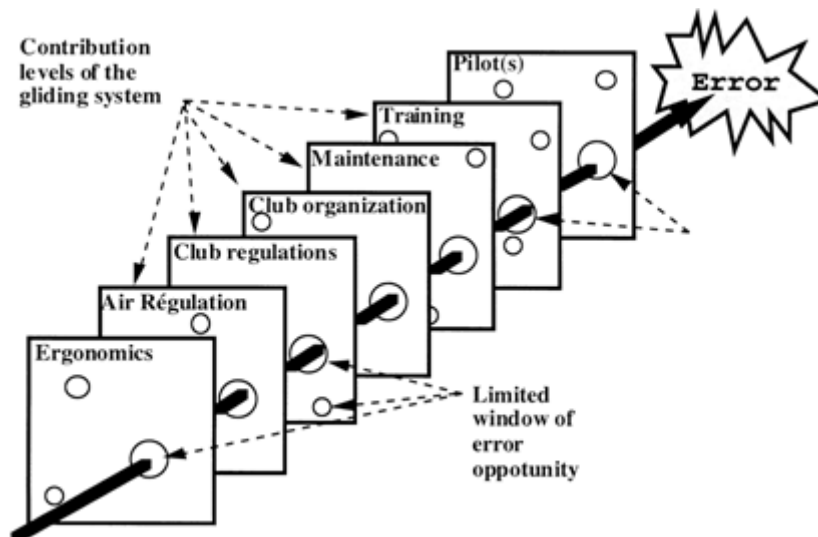 Contribution
levels of the
gliding system
Pilot(s)
Error
Training
Maintenance
Club organization
Club regulations
Air Régulation
Ergonomics
Limited
window of
error
oppotunity